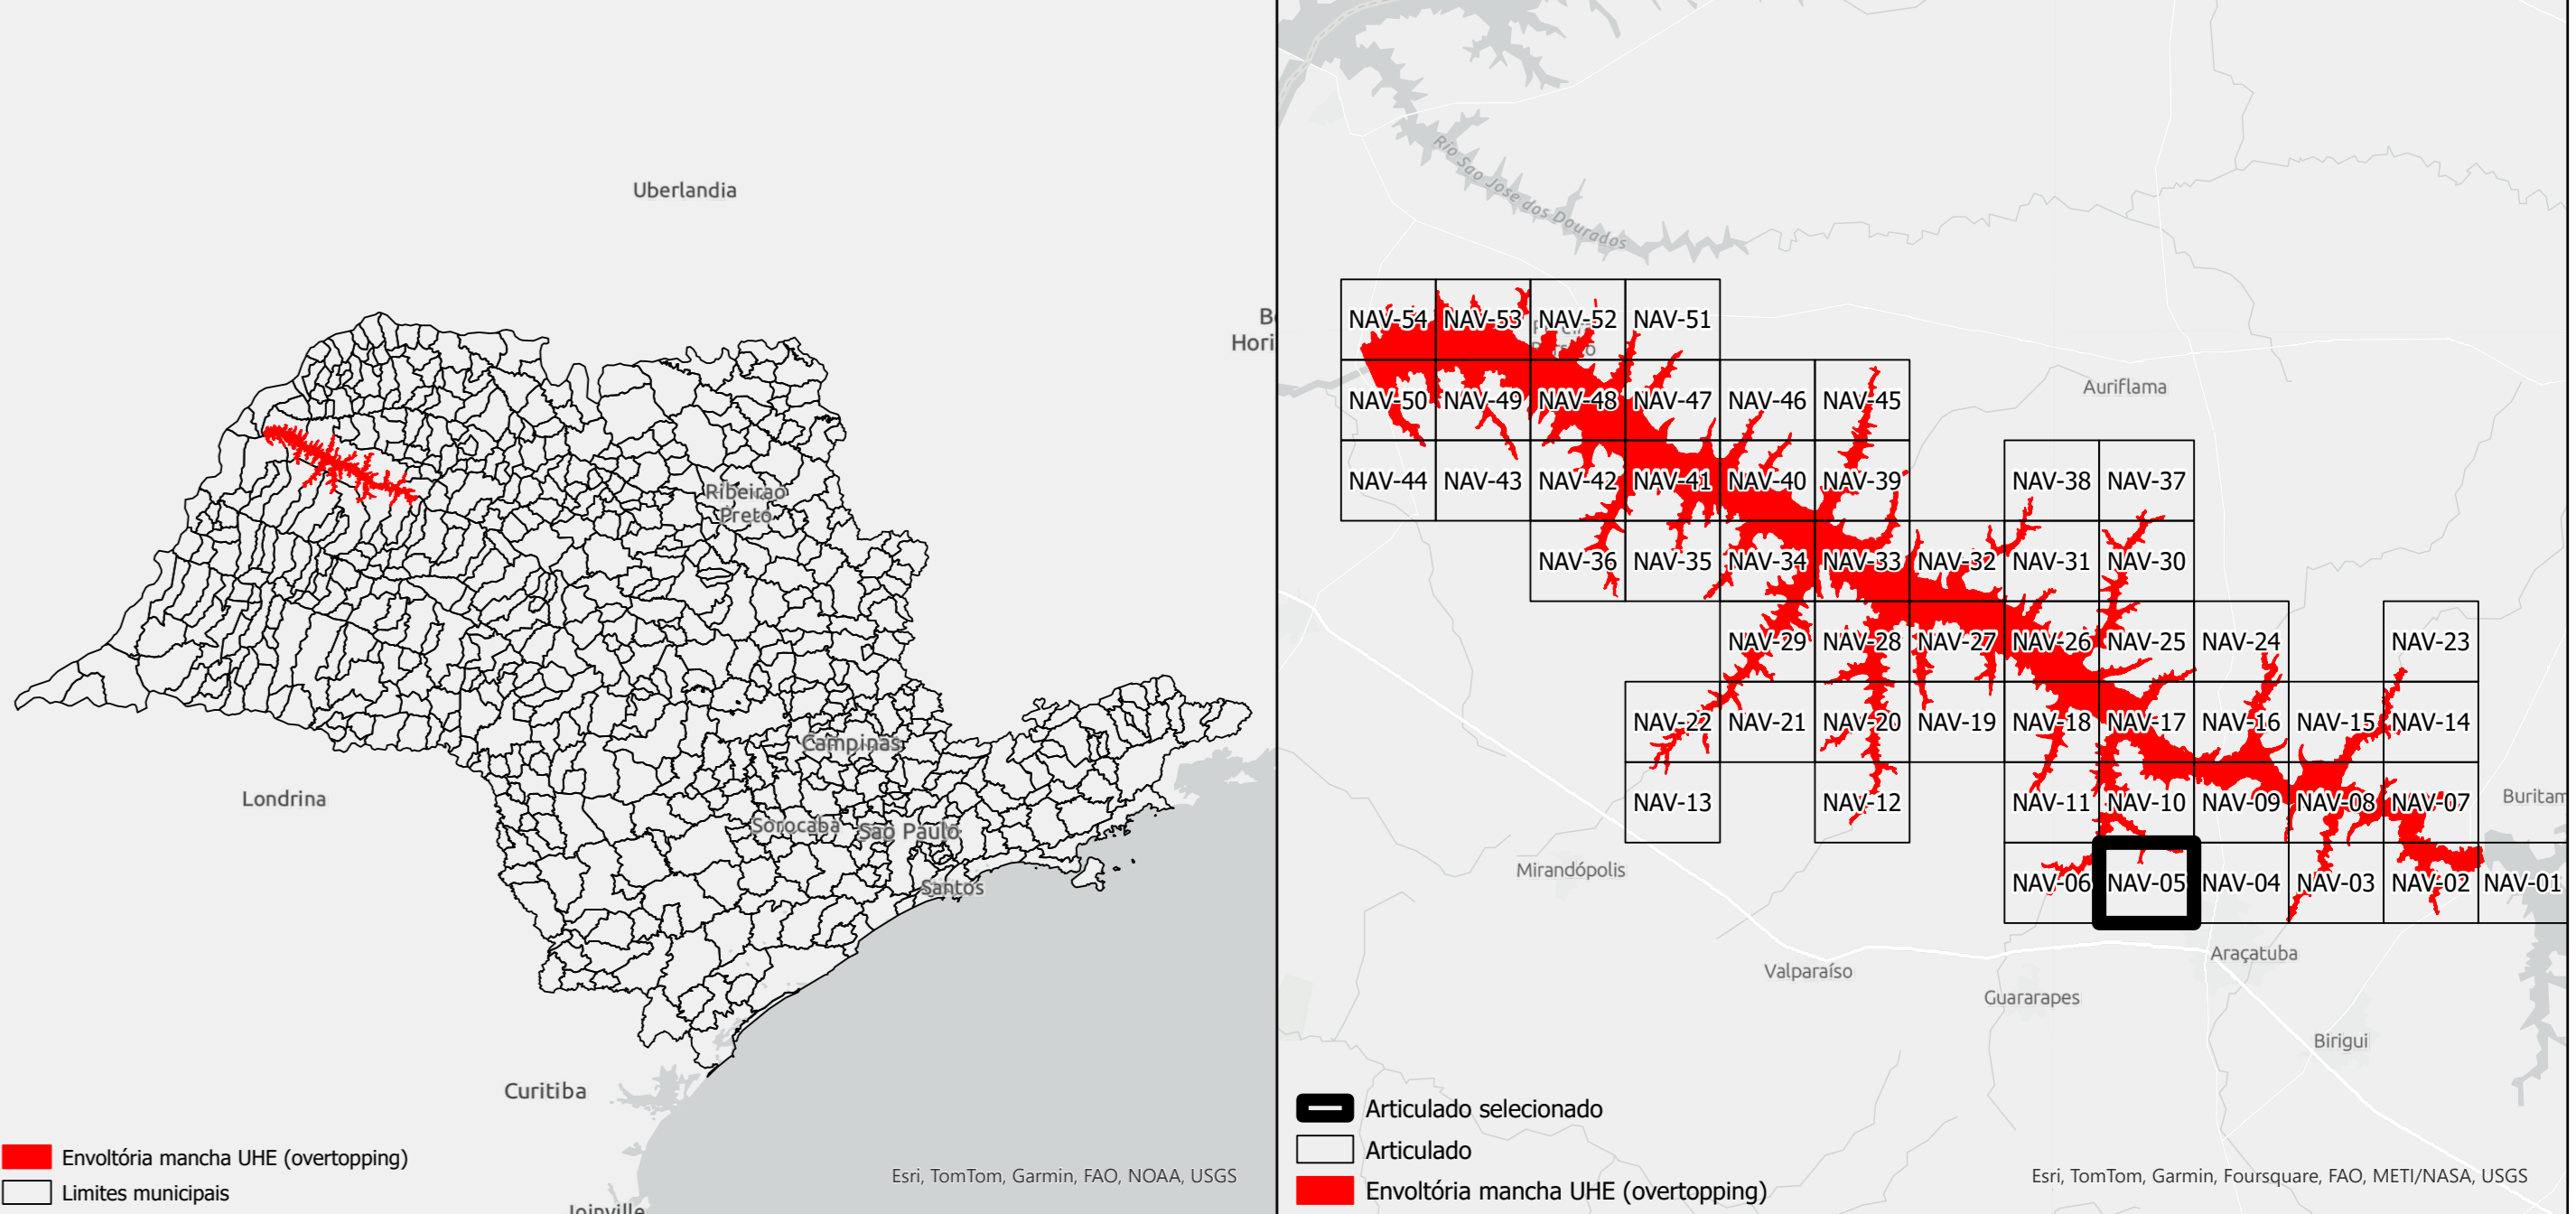 Uberlandia
Ribeirao
Preto
Londrina
Campinas
Sorocaba
Sao Paulo
Santos
Curitiba
Joinville
Envoltória mancha UHE (overtopping)
Limites municipais
Esri, TomTom, Garmin, FAO, NOAA, USGS
Rio Sao Jose dos Dourados
NAV-54 NAV-53 NAV-52 NAV-51
NAV-50 NAV-49 NAV-48 NAV-47 NAV-46 NAV-45
Auriflama
NAV-44 NAV-43 NAV-42 NAV-41 NAV-40 NAV-39 NAV-38 NAV-37
NAV-36 NAV-35 NAV-34 NAV-33 NAV-32 NAV-31 NAV-30
NAV-29 NAV-28 NAV-27 NAV-26 NAV-25 NAV-24 NAV-23
NAV-22 NAV-21 NAV-20 NAV-19 NAV-18 NAV-17 NAV-16 NAV-15 NAV-14
NAV-13 NAV-12 NAV-11 NAV-10 NAV-09 NAV-08 NAV-07
Buritam
Mirandópolis
NAV-06 NAV-05 NAV-04 NAV-03 NAV-02 NAV-01
Araçatuba
Valparaíso
Guararapes
Birigui
Articulado selecionado
Articulado
Envoltória mancha UHE (overtopping)
Esri, TomTom, Garmin, Foursquare, FAO, METI/NASA, USGS